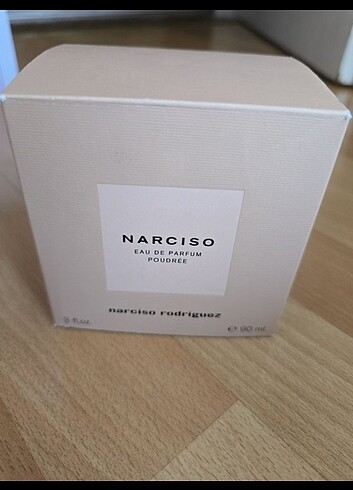 NARCISO
EAU DE PARFUM
POUDRÉE
narciso rodriguez
3 fl.oz. ℮ 90 ml